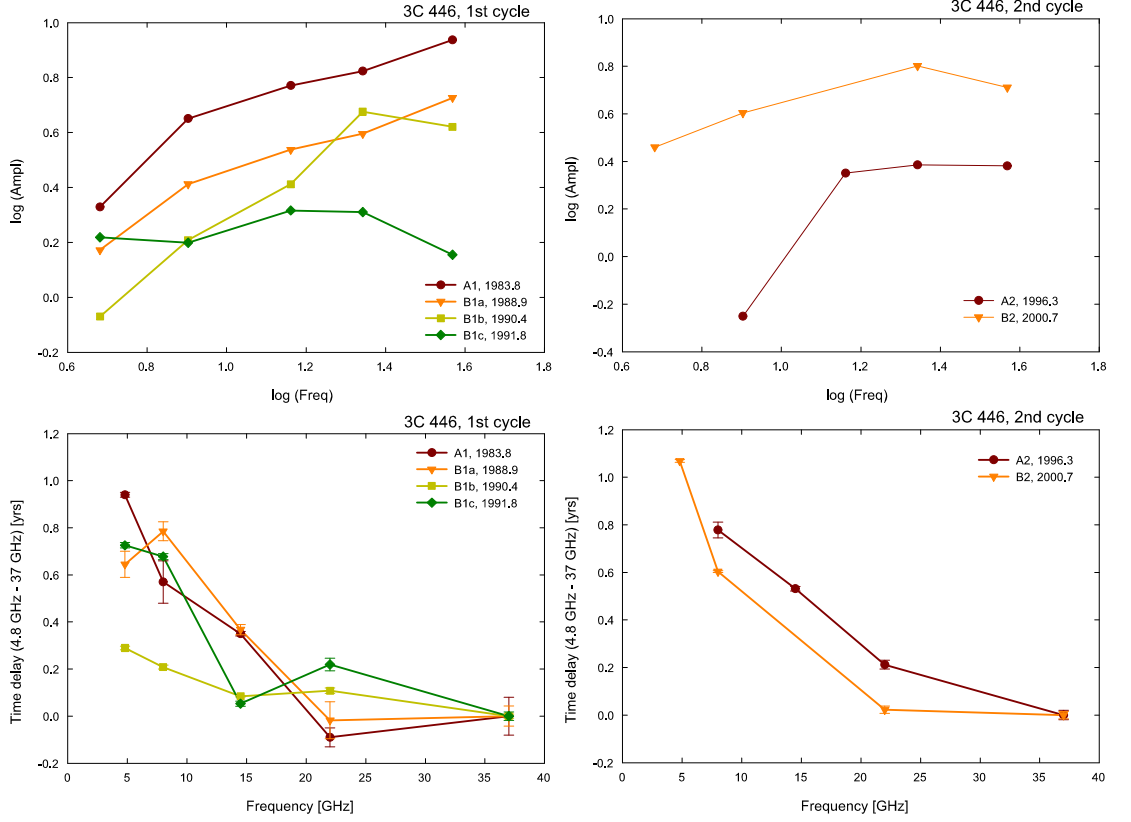 3C 446, 1st cycle
1.0
0.8
0.6
0.4
0.2
0.0
-0.2
log (Ampl)
A1, 1983.8
B1a, 1988.9
B1b, 1990.4
B1c, 1991.8
0.6 0.8 1.0 1.2 1.4 1.6 1.8
log (Freq)
3C 446, 2nd cycle
1.0
0.8
0.6
0.4
0.2
0.0
-0.2
-0.4
log (Ampl)
A2, 1996.3
B2, 2000.7
0.6 0.8 1.0 1.2 1.4 1.6 1.8
log (Freq)
3C 446, 1st cycle
1.2
1.0
0.8
0.6
0.4
0.2
0.0
-0.2
Time delay (4.8 GHz - 37 GHz) [yrs]
A1, 1983.8
B1a, 1988.9
B1b, 1990.4
B1c, 1991.8
0 5 10 15 20 25 30 35 40
Frequency [GHz]
3C 446, 2nd cycle
1.2
1.0
0.8
0.6
0.4
0.2
0.0
-0.2
Time delay (4.8 GHz - 37 GHz) [yrs]
A2, 1996.3
B2, 2000.7
0 5 10 15 20 25 30 35 40
Frequency [GHz]